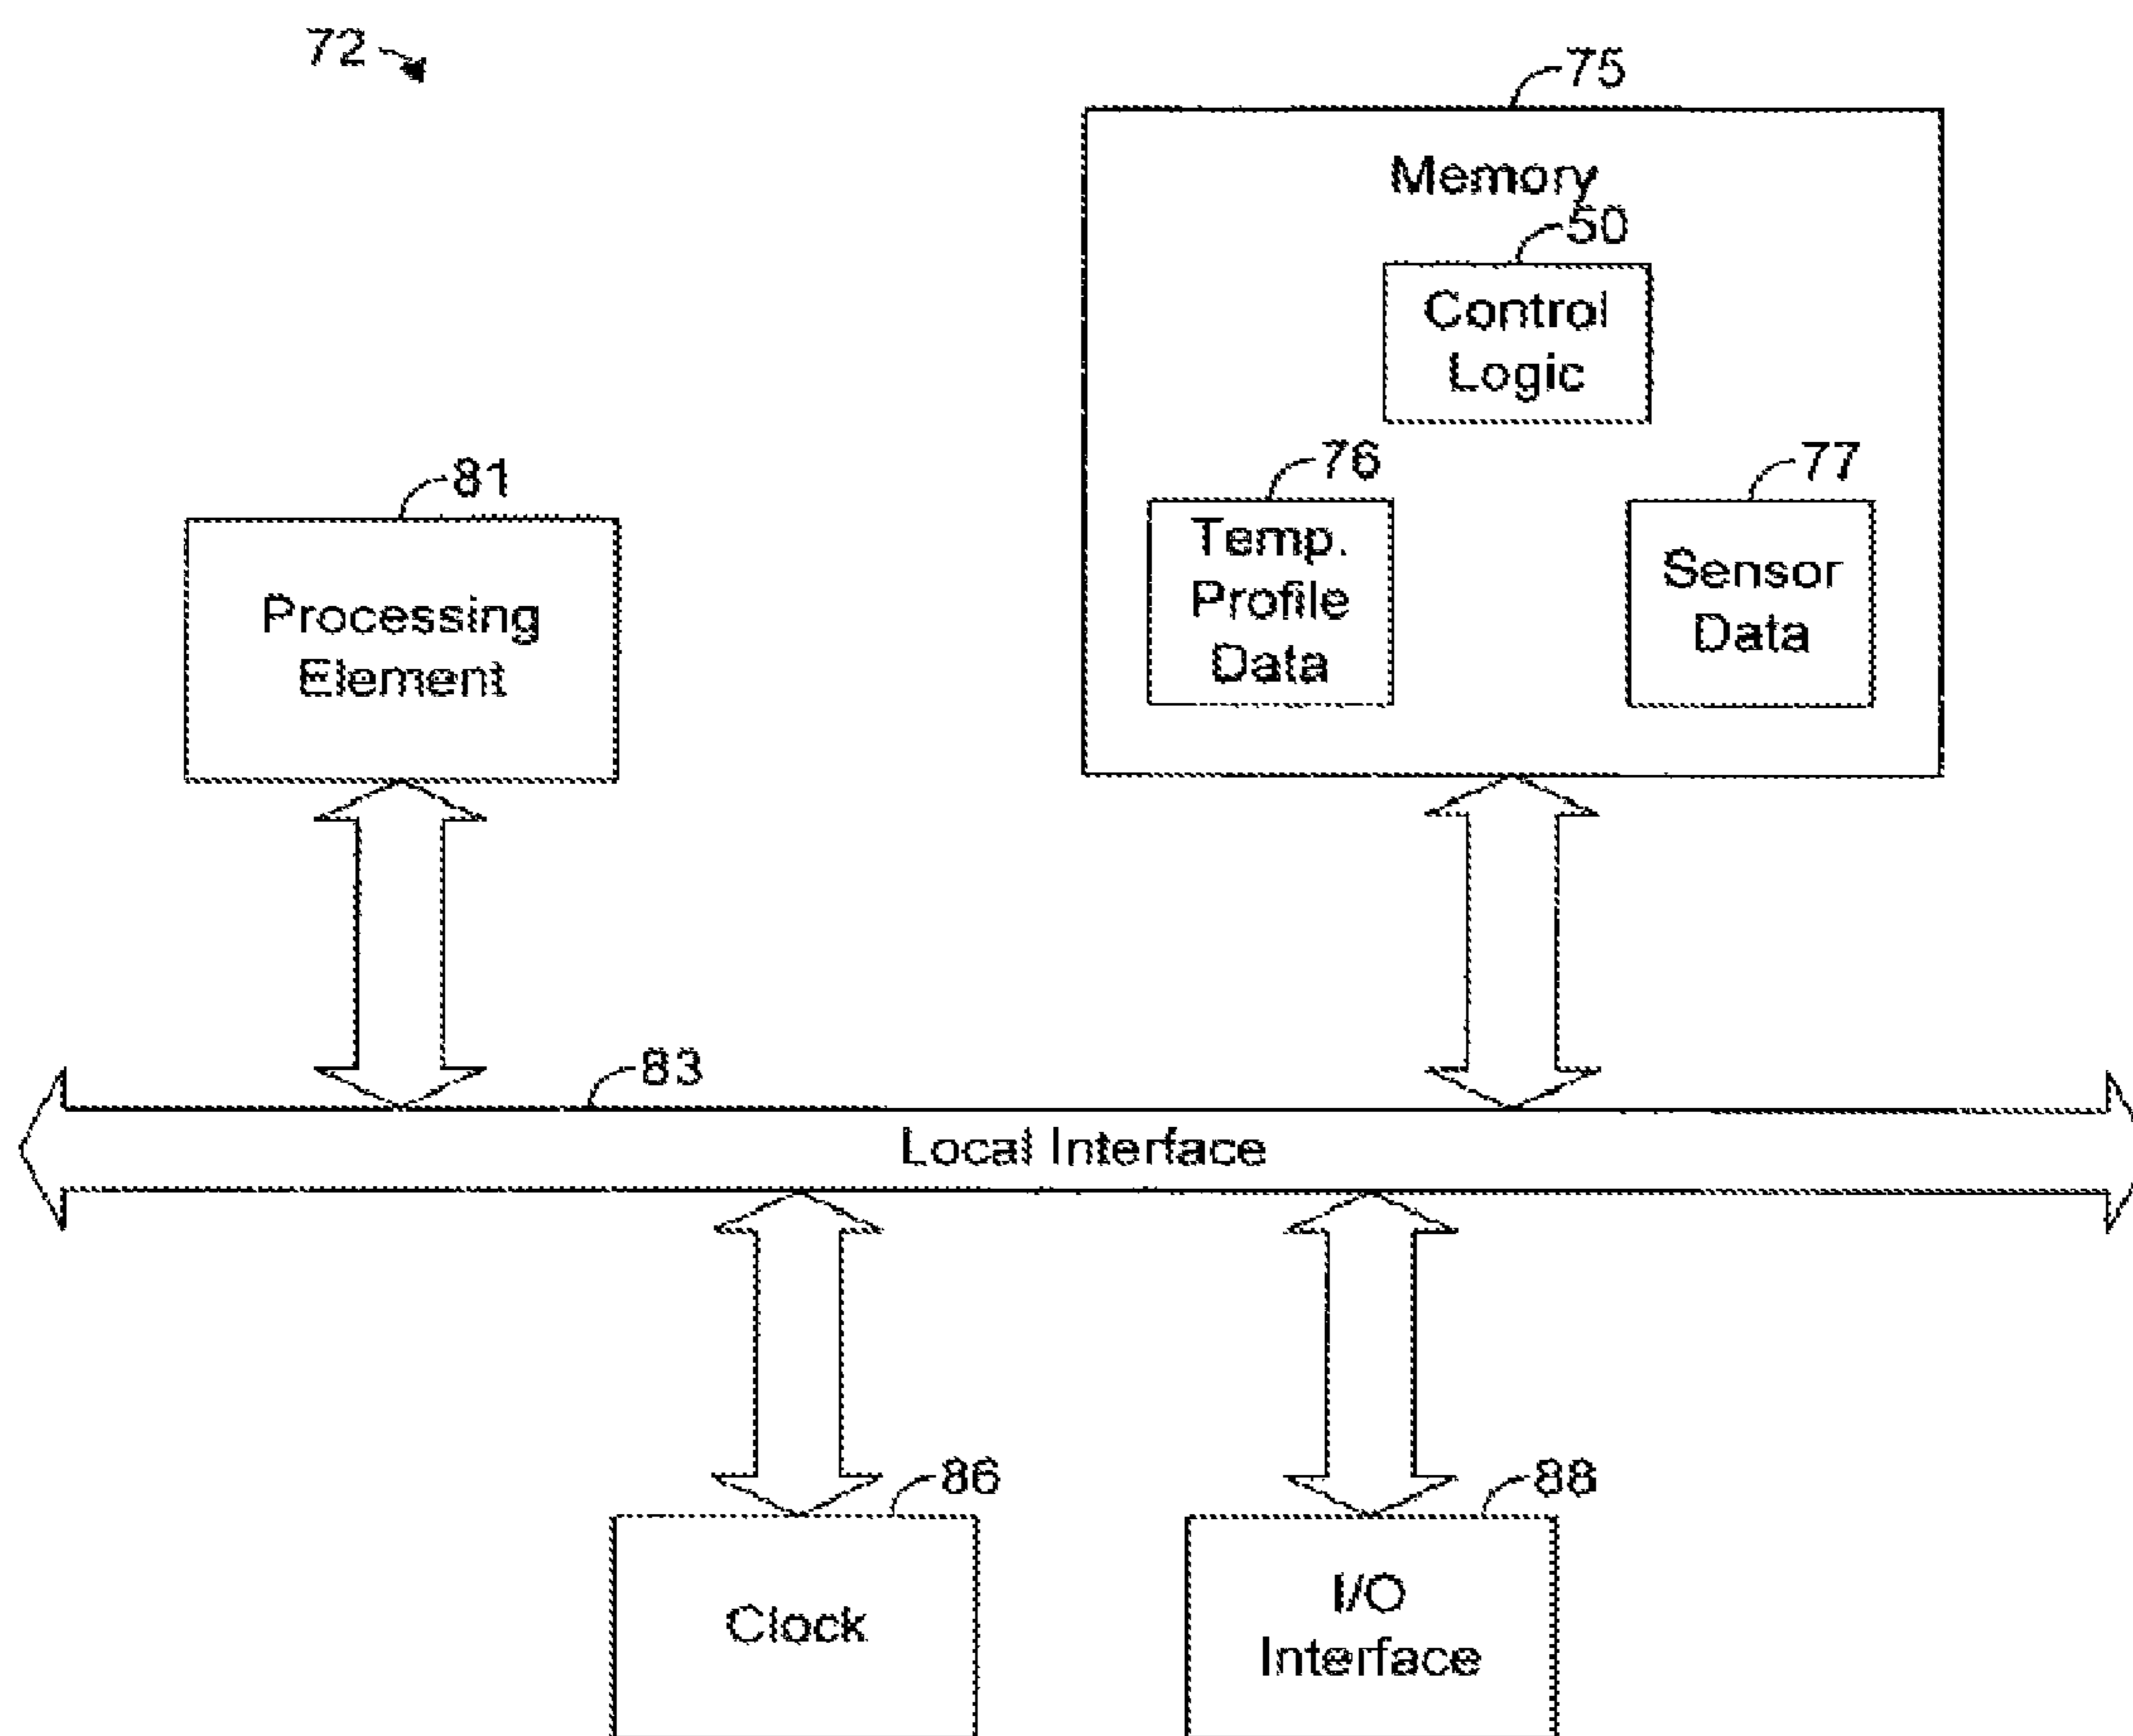 72
75
Memory
50
Control
Logic
76
Temp.
Profile
Data
77
Sensor
Data
81
Processing
Element
83
Local Interface
86
Clock
88
I/O
Interface